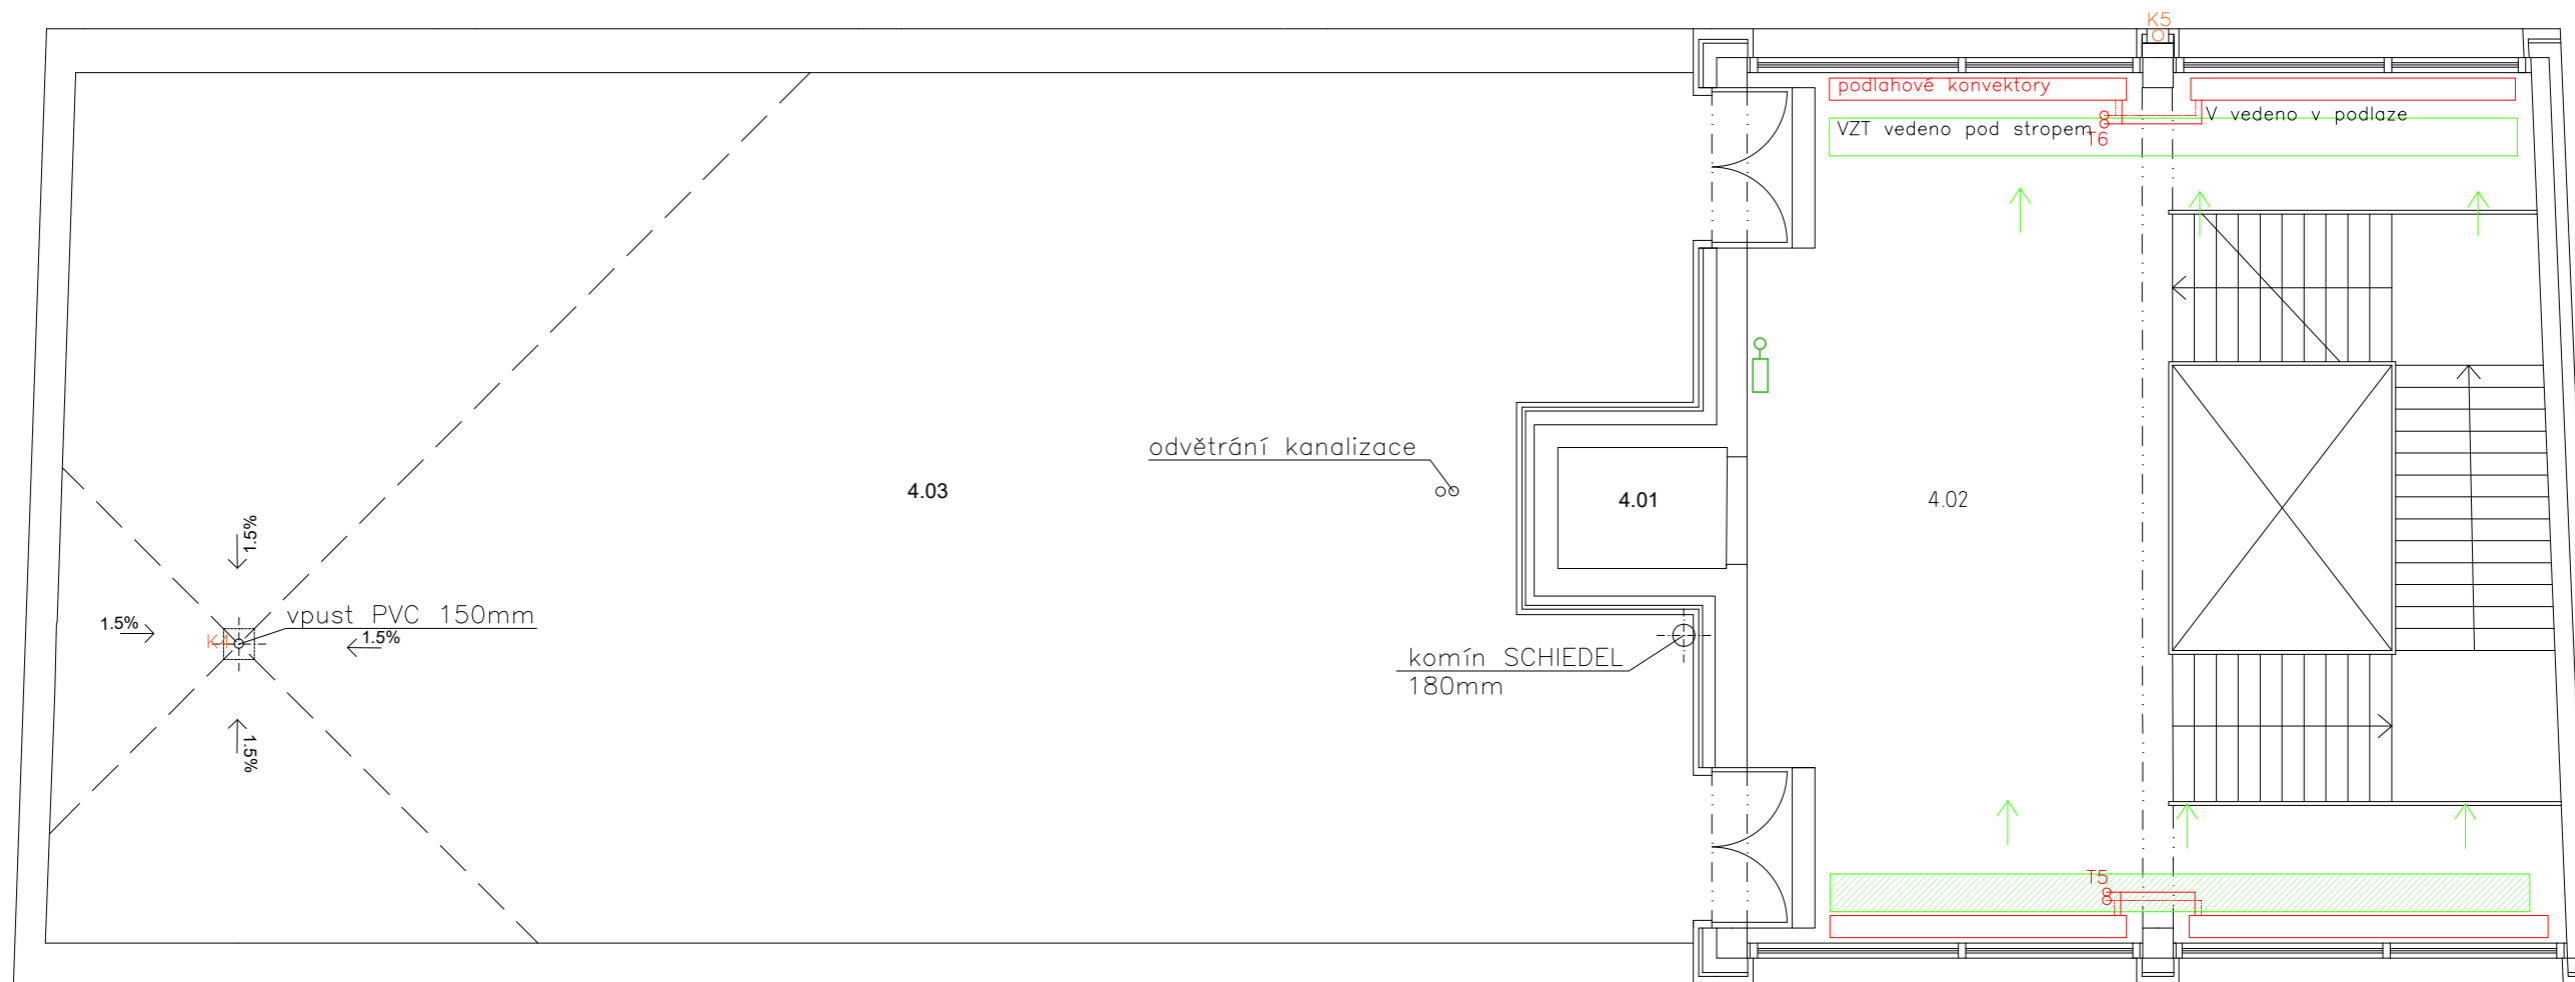 K5
podlahové konvektory
V vedeno v podlaze
VZT vedeno pod stropem
T6
odvětrání kanalizace
4.03
4.01
4.02
1.5%
vpust PVC 150mm
1.5%
K4
1.5%
komín SCHIEDEL
180mm
1.5%
T5